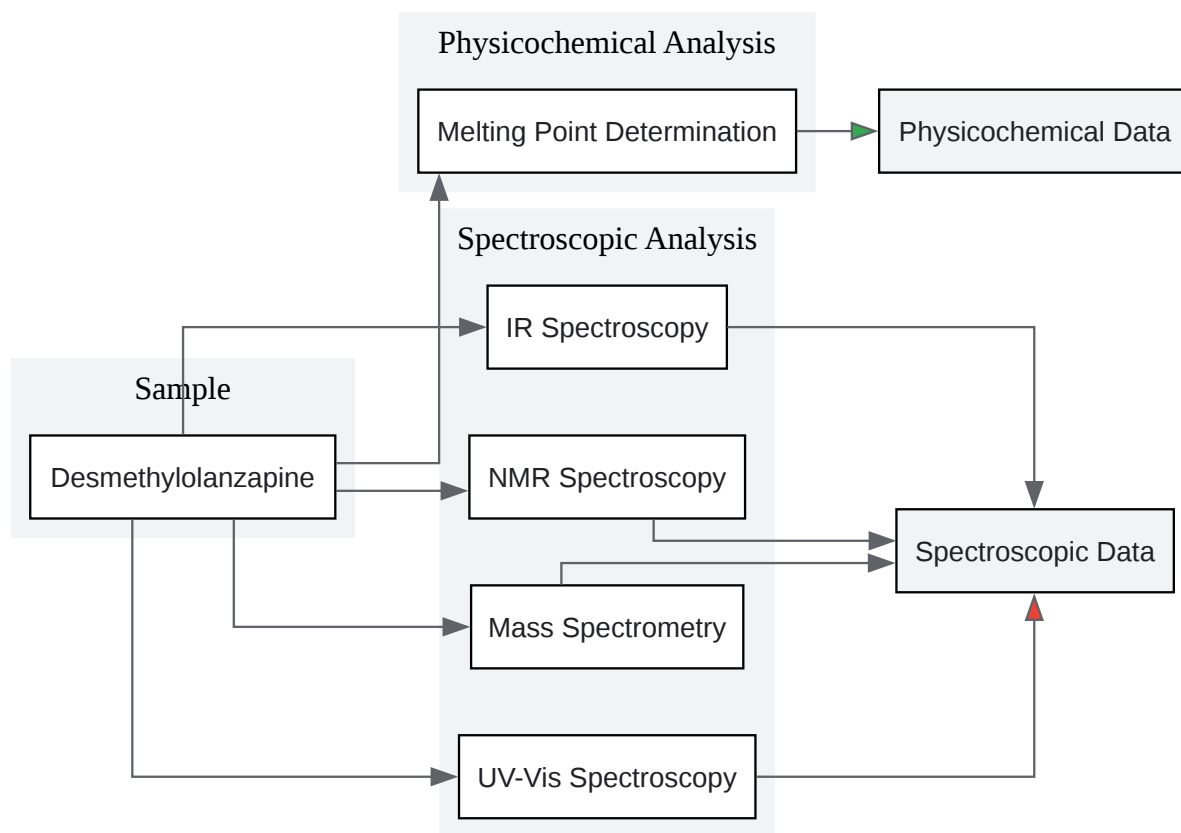 Physicochemical Analysis
Melting Point Determination
Physicochemical Data
Spectroscopic Analysis
IR Spectroscopy
Sample
Desmethylolanzapine
NMR Spectroscopy
Spectroscopic Data
Mass Spectrometry
UV-Vis Spectroscopy